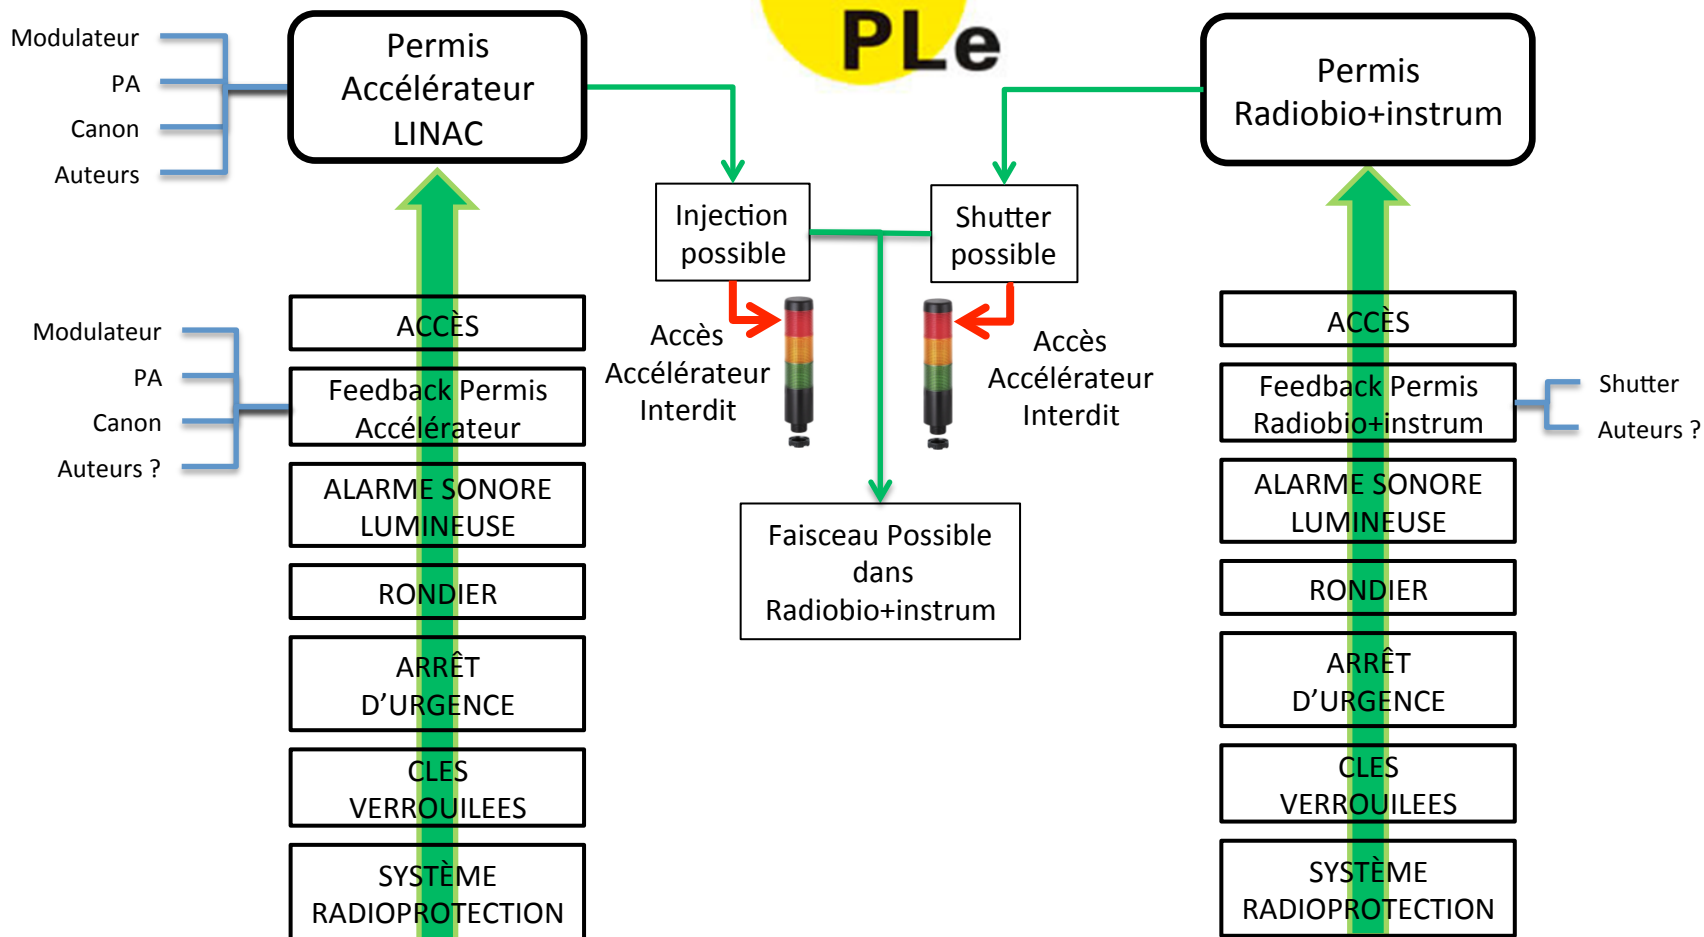 PLe
Modulateur
PA
Canon
Auteurs
Permis
Accélérateur
LINAC
Permis
Radiobio+instrum
Injection
possible
Shutter
possible
Accès
Accélérateur
Interdit
Accès
Accélérateur
Interdit
Faisceau Possible
dans
Radiobio+instrum
Modulateur
PA
Canon
Auteurs ?
ACCÈS
Feedback Permis
Accélérateur
ALARME SONORE
LUMINEUSE
RONDIER
ARRÊT
D’URGENCE
CLES
VERROUILEES
SYSTÈME
RADIOPROTECTION
ACCÈS
Feedback Permis
Radiobio+instrum
ALARME SONORE
LUMINEUSE
RONDIER
ARRÊT
D’URGENCE
CLES
VERROUILEES
SYSTÈME
RADIOPROTECTION
Shutter
Auteurs ?